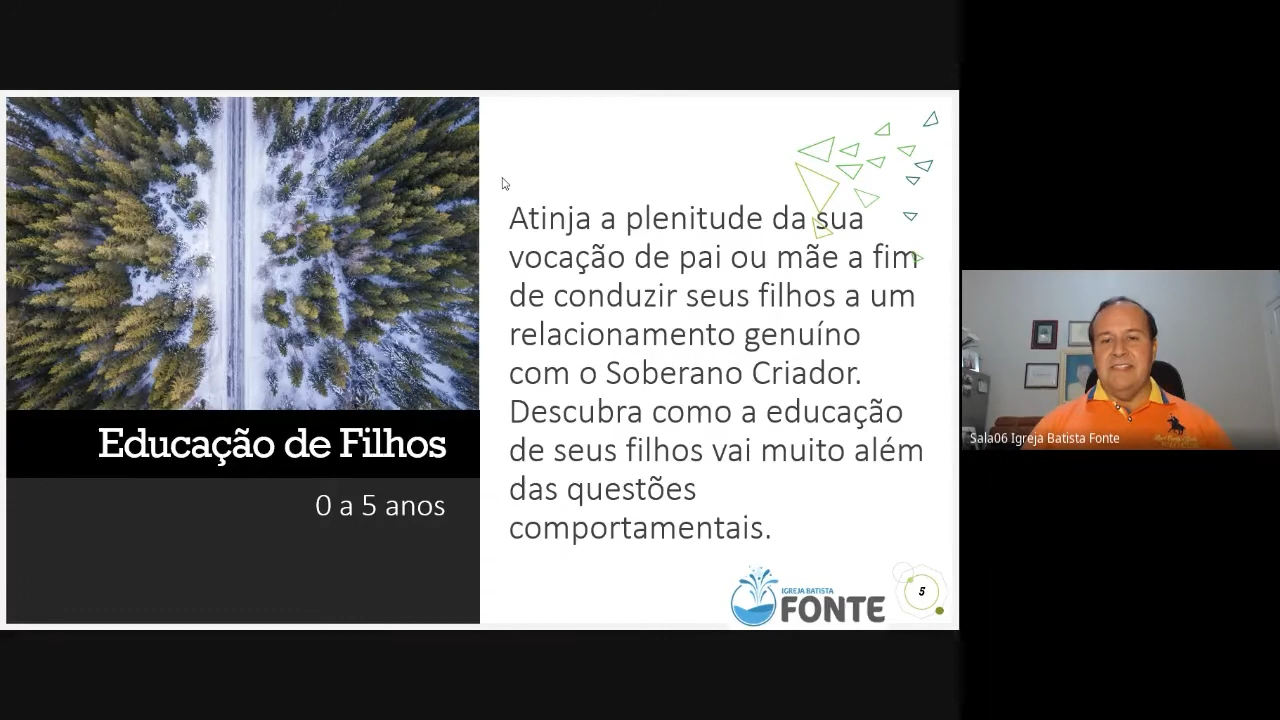 Educação de Filhos
0 a 5 anos
Atinja a plenitude da sua
vocação de pai ou mãe a fim
de conduzir seus filhos a um
relacionamento genuíno
com o Soberano Criador.
Descubra como a educação
de seus filhos vai muito além
das questões
comportamentais.
IGREJA BATISTA
FONTE
5
Sala06 Igreja Batista Fonte